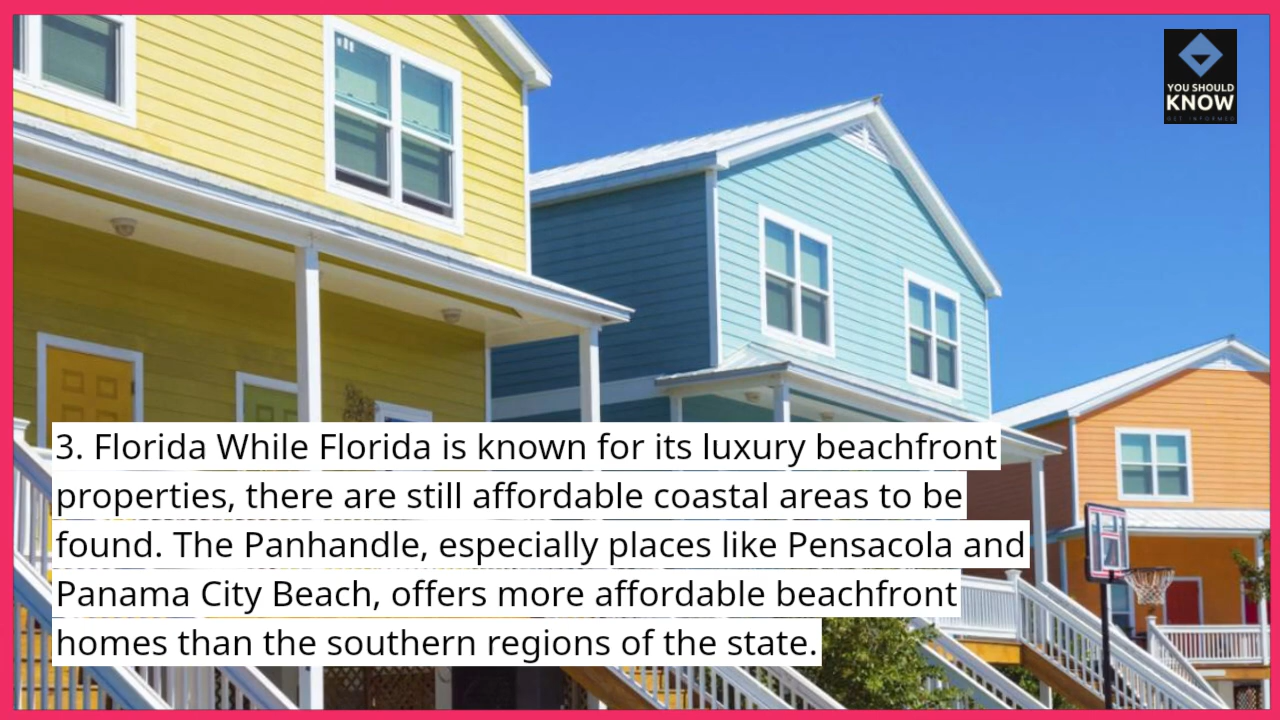 YOU SHOULD
KNOW
GET INFORMED
3. Florida While Florida is known for its luxury beachfront
properties, there are still affordable coastal areas to be
found. The Panhandle, especially places like Pensacola and
Panama City Beach, offers more affordable beachfront
homes than the southern regions of the state.